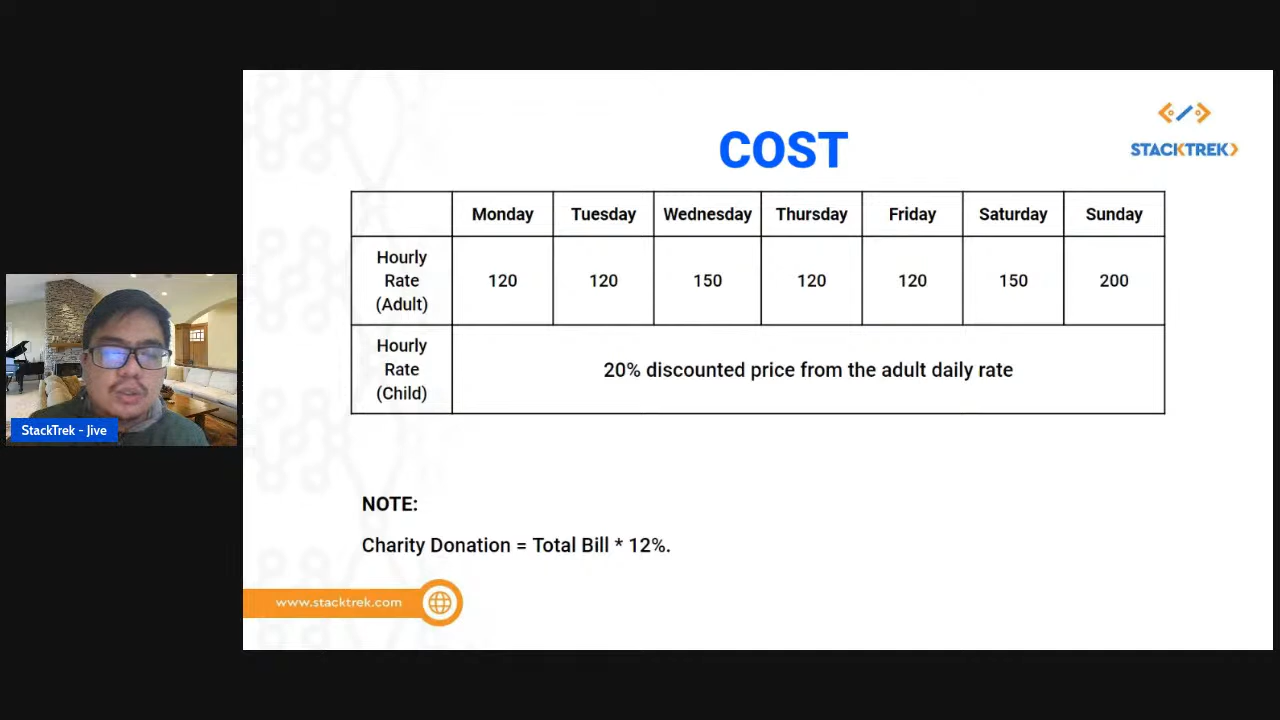 COST
STACKTREK
Monday Tuesday Wednesday Thursday Friday Saturday Sunday
Hourly
Rate
(Adult)
120 120 150 120 120 150 200
Hourly
Rate
(Child)
20% discounted price from the adult daily rate
StackTrek - Jive
NOTE:
Charity Donation = Total Bill * 12%.
www.stacktrek.com